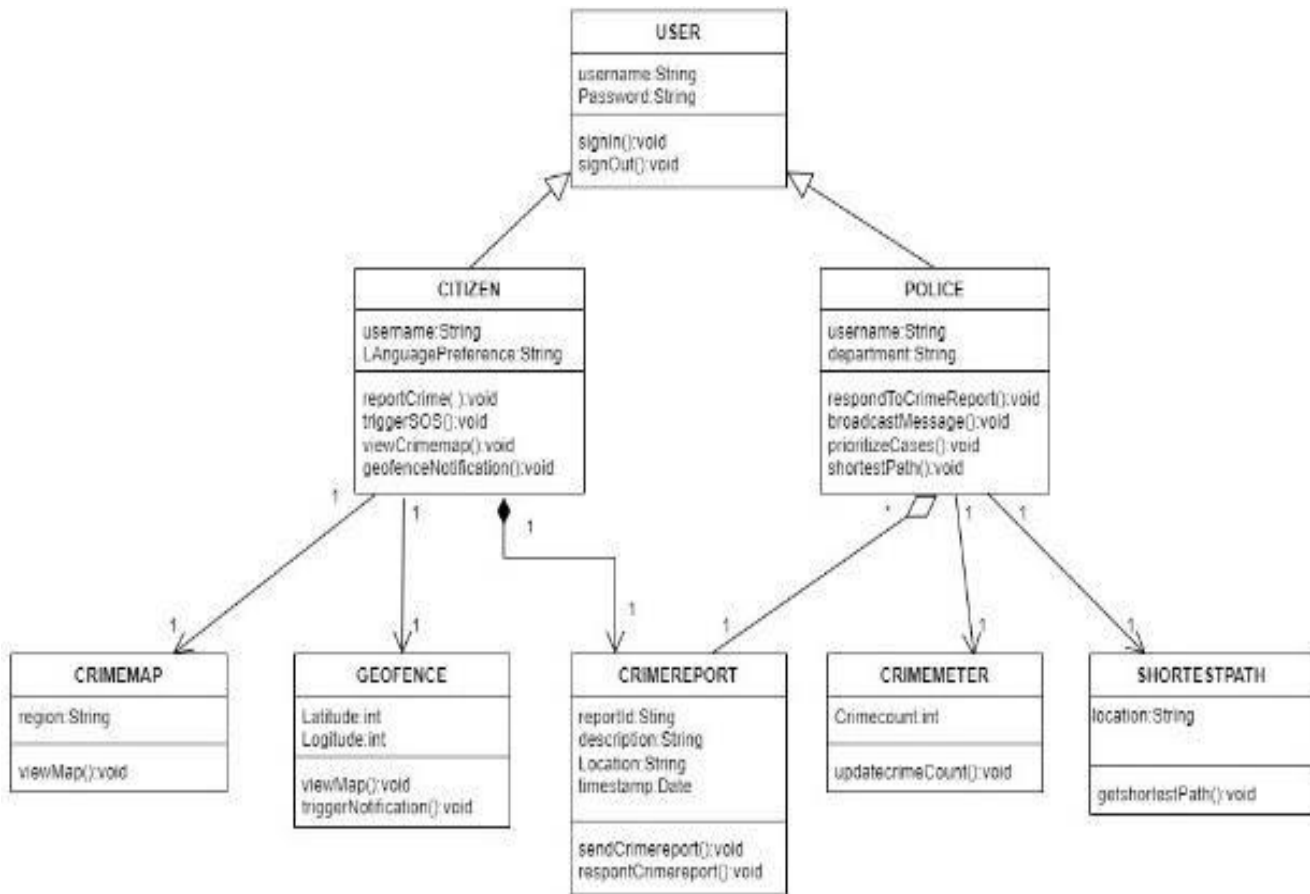 USER
username:String
Password:String
signIn():void
signOut():void
CITIZEN
username:String
LAnguagePreference:String
reportCrime( ):void
triggerSOS():void
viewCrimemap():void
geofenceNotification():void
POLICE
username:String
department:String
respondToCrimeReport():void
broadcastMessage():void
prioritizeCases():void
shortestPath():void
1
1
1
*
1
1
1
1
1
1
1
1
CRIMEMAP
region:String
viewMap():void
GEOFENCE
Latitude:int
Logitude:int
viewMap():void
triggerNotification():void
CRIMEREPORT
reportId:Sting
description:String
Location:String
timestamp:Date
sendCrimereport():void
respontCrimereport():void
CRIMEMETER
Crimecount:int
updatecrimeCount():void
SHORTESTPATH
location:String
getshortestPath():void